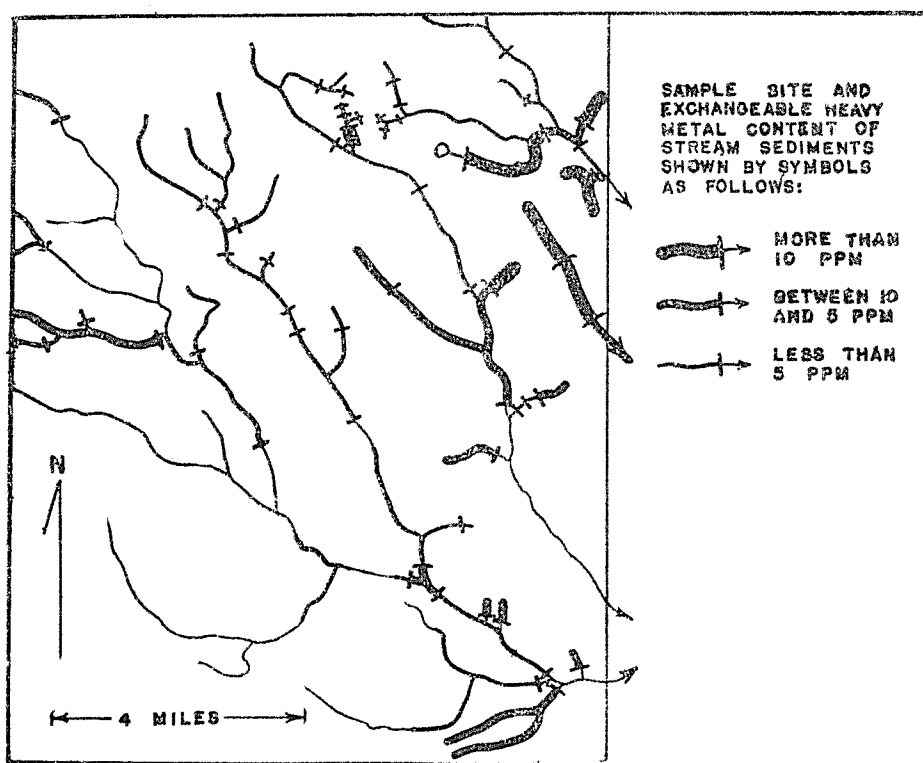 SAMPLE SITE AND
EXCHANGEABLE HEAVY
METAL CONTENT OF
STREAM SEDIMENTS
SHOWN BY SYMBOLS
AS FOLLOWS:
MORE THAN
10 PPM
BETWEEN 10
AND 5 PPM
LESS THAN
5 PPM
N
4 MILES